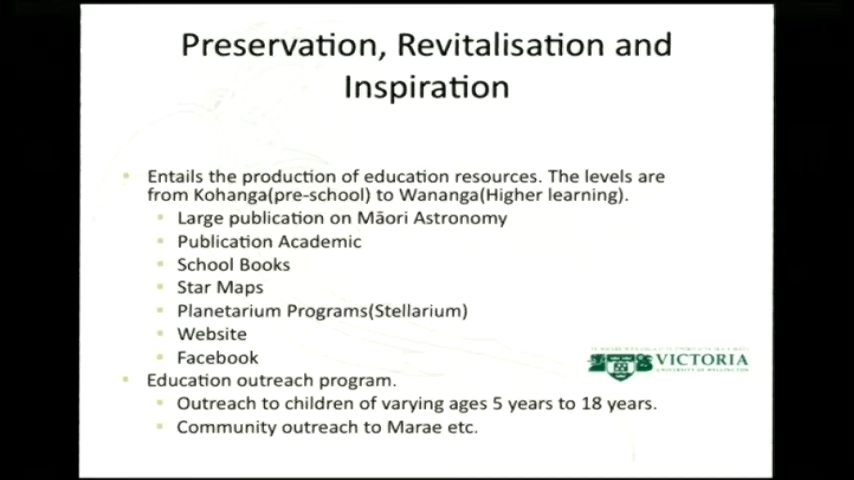 Preservation, Revitalisation and
Inspiration
Entails the production of education resources. The levels are
from Kohanga(pre-school) to Wananga(Higher learning).
Large publication on Māori Astronomy
Publication Academic
School Books
Star Maps
Planetarium Programs(Stellarium)
Website
Facebook
VICTORIA
UNIVERSITY OF WELLINGTON
Education outreach program.
Outreach to children of varying ages 5 years to 18 years.
Community outreach to Marae etc.